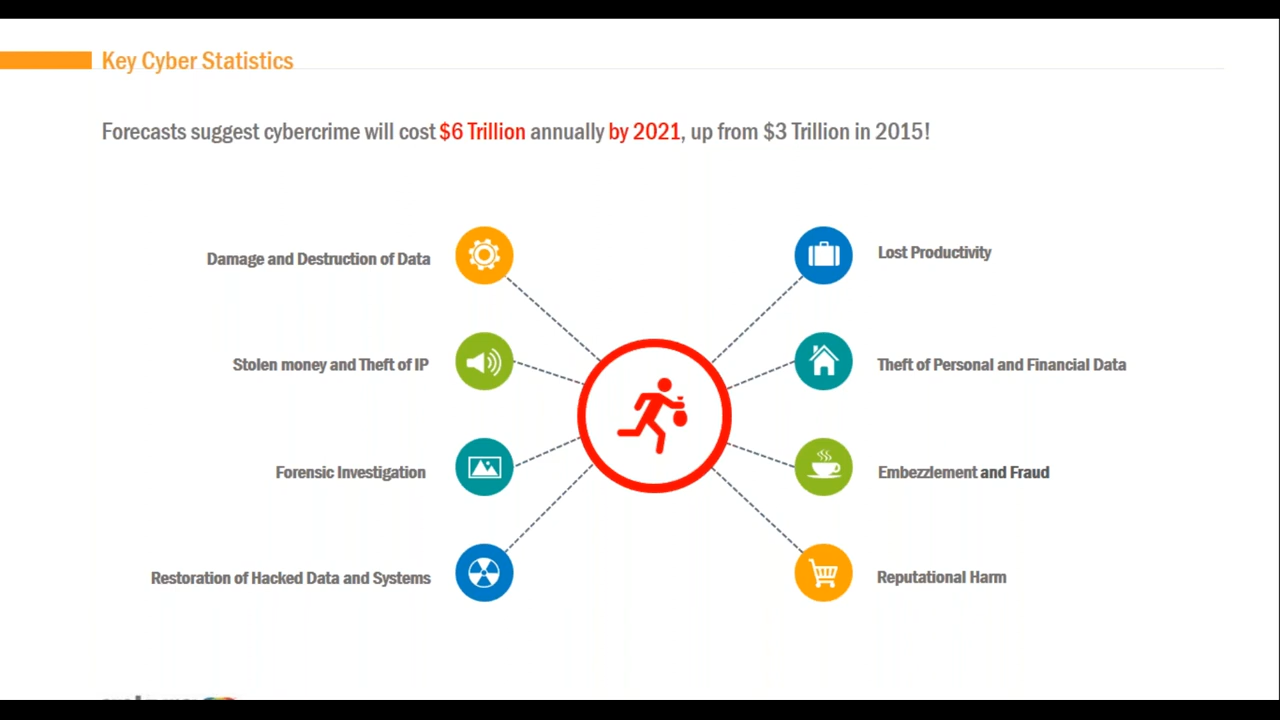 Key Cyber Statistics
Forecasts suggest cybercrime will cost $6 Trillion annually by 2021, up from $3 Trillion in 2015!
Damage and Destruction of Data
Lost Productivity
Stolen money and Theft of IP
Theft of Personal and Financial Data
Forensic Investigation
Embezzlement and Fraud
Restoration of Hacked Data and Systems
Reputational Harm